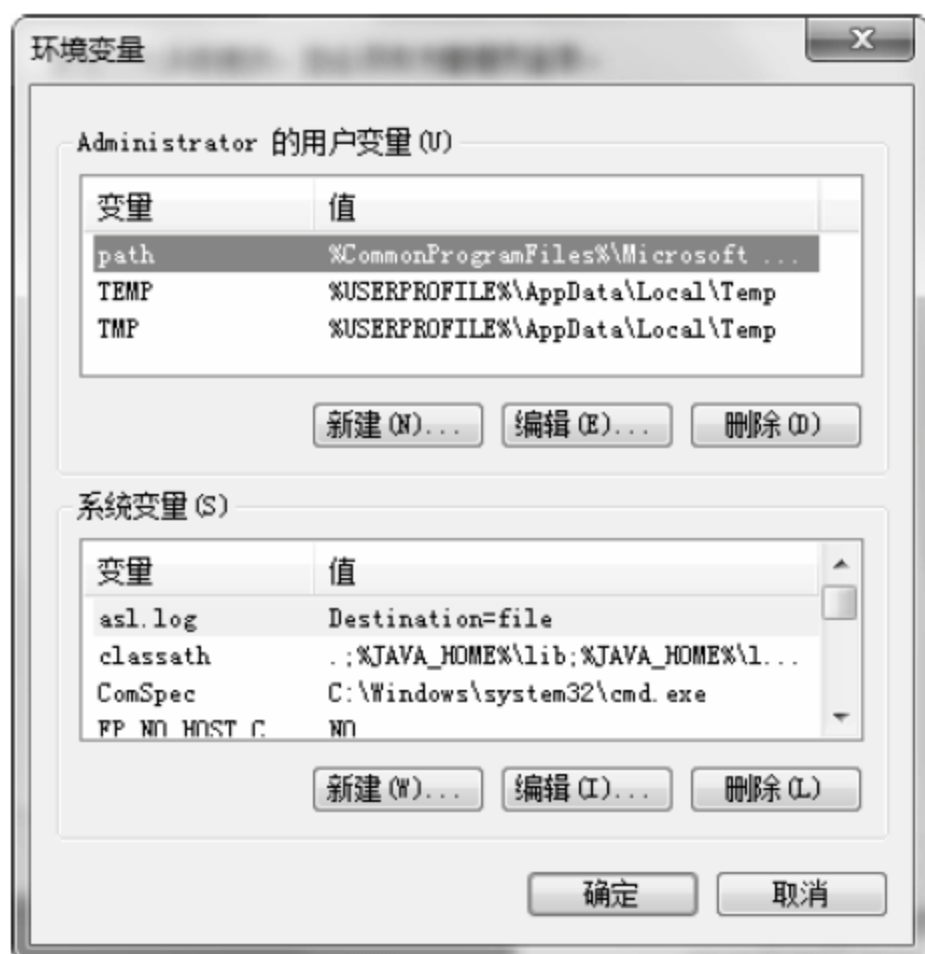 环境变量
Administrator 的用户变量(U)
变量 值
path %CommonProgramFiles%\Microsoft ...
TEMP %USERPROFILE%\AppData\Local\Temp
TMP %USERPROFILE%\AppData\Local\Temp
新建(N)... 编辑(E)... 删除(D)
系统变量(S)
变量 值
asl.log Destination=file
classath .;%JAVA_HOME%\lib;%JAVA_HOME%\l...
ComSpec C:\Windows\system32\cmd.exe
FP_NO_HOST_C NO
新建(W)... 编辑(I)... 删除(L)
确定 取消